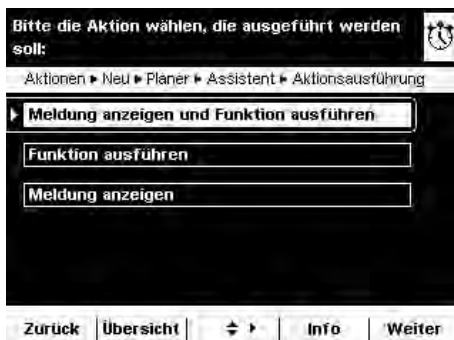 Bitte die Aktion wählen, die ausgeführt werden
soll:
Aktionen ▸ Neu ▸ Planer ▸ Assistent ▸ Aktionsausführung
Meldung anzeigen und Funktion ausführen
Funktion ausführen
Meldung anzeigen
Zurück Übersicht Info Weiter